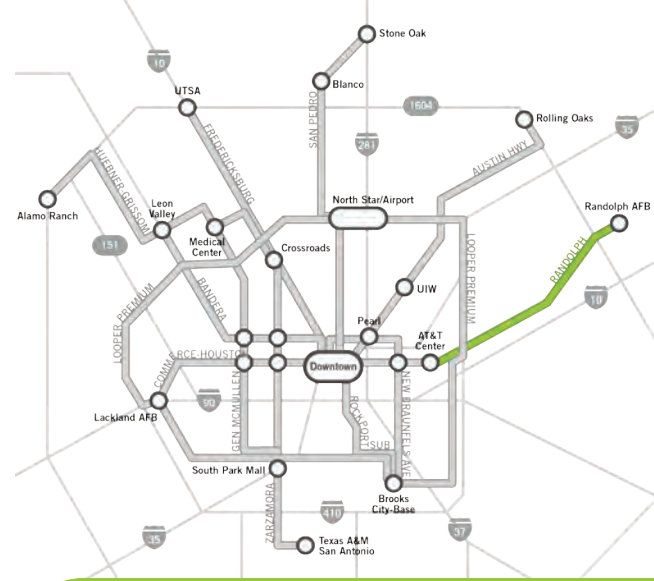 Stone Oak
10
UTSA
Blanco
1604
SAN PEDRO
281
Rolling Oaks
35
FREDERICKSBURG
AUSTIN HWY
HUEBNER-GRISSOM
Alamo Ranch
Leon
Valley
North Star/Airport
Randolph AFB
151
Medical
Center
Crossroads
LOOPER PREMIUM
RANDOLPH
UIW
10
LOOPER PREMIUM
BANDERA
Pearl
AT&T
Center
COMMERCE-HOUSTON
Downtown
90
Lackland AFB
GEN MCMULLEN
ROCKPORT
NEW BRAUNFELS AVE
SUB
South Park Mall
Brooks
City-Base
ZARZAMORA
410
35
37
Texas A&M
San Antonio